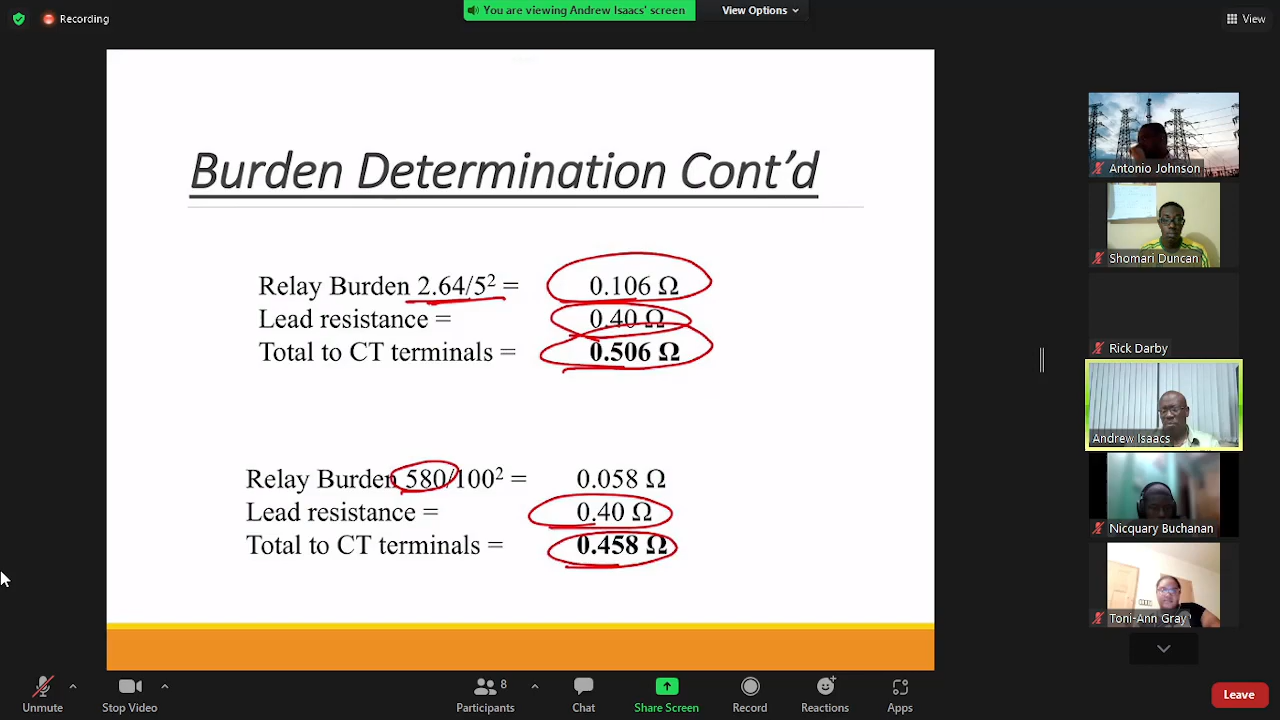 Recording
You are viewing Andrew Isaacs' screen
View Options
View
Burden Determination Cont’d
Relay Burden 2.64/5² = 0.106 Ω
Lead resistance = 0.40 Ω
Total to CT terminals = 0.506 Ω
Relay Burden 580/100² = 0.058 Ω
Lead resistance = 0.40 Ω
Total to CT terminals = 0.458 Ω
Antonio Johnson
Shomari Duncan
Rick Darby
Andrew Isaacs
Nicquary Buchanan
Toni-Ann Gray
Unmute
Stop Video
Participants
8
Chat
Share Screen
Record
Reactions
Apps
Leave